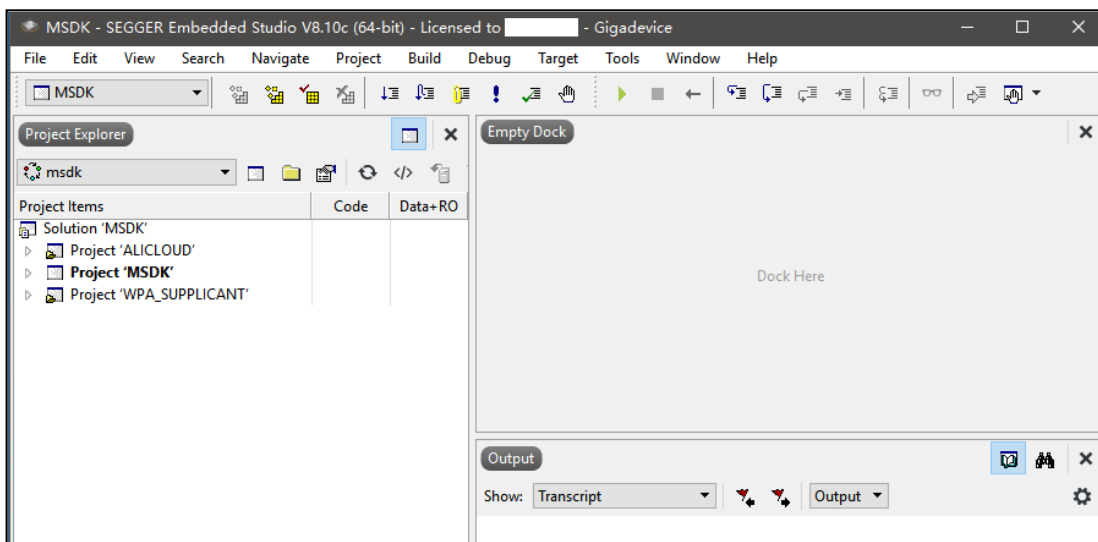 MSDK - SEGGER Embedded Studio V8.10c (64-bit) - Licensed to - Gigadevice
File Edit View Search Navigate Project Build Debug Target Tools Window Help
MSDK
Project Explorer
msdk
Project Items Code Data+RO
Solution ‘MSDK’
Project ‘ALICLOUD’
Project ‘MSDK’
Project ‘WPA_SUPPLICANT’
Empty Dock
Dock Here
Output
Show: Transcript Output